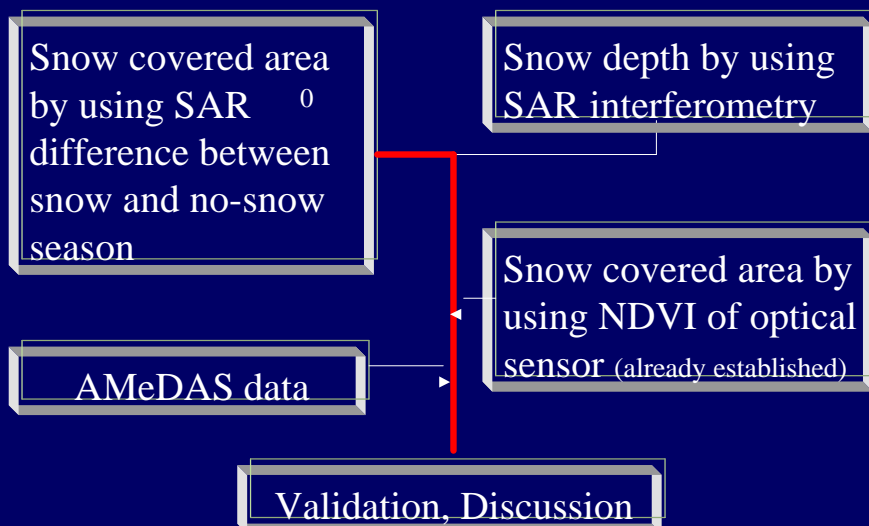 Snow covered area
by using SAR 0
difference between
snow and no-snow
season
Snow depth by using
SAR interferometry
Snow covered area by
using NDVI of optical
sensor (already established)
AMeDAS data
Validation, Discussion